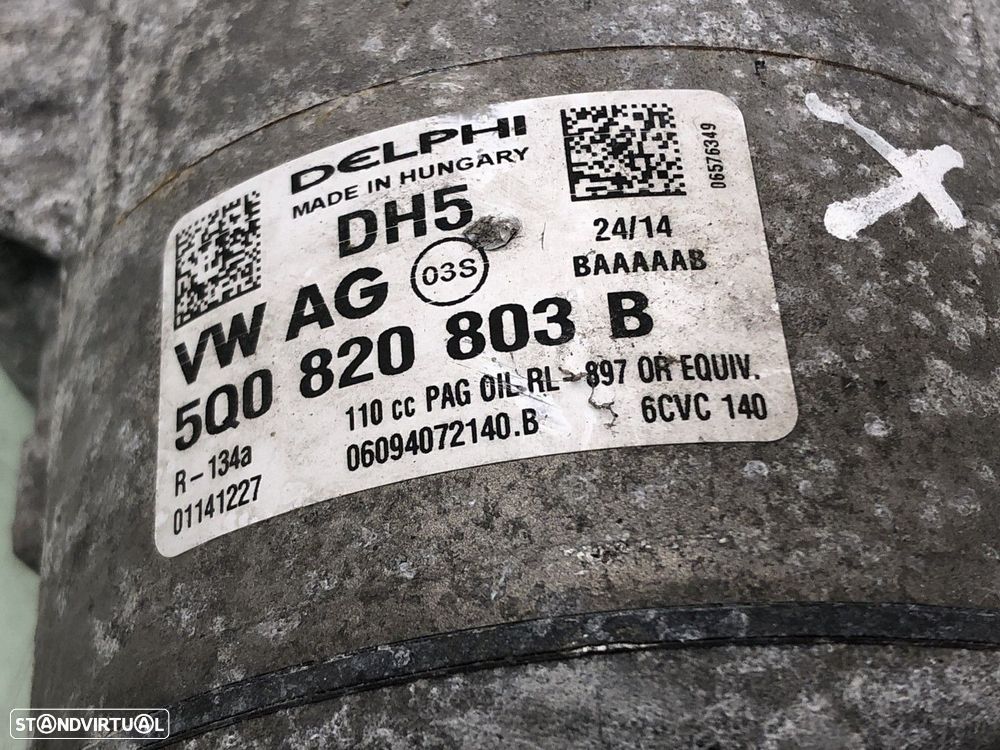 DELPHI
MADE IN HUNGARY
DH5
06576349
24/14
BAAAAAB
VW AG 03S
5Q0 820 803 B
110 cc PAG OIL RL-897 OR EQUIV.
R-134a 06094072140.B 6CVC 140
01141227
STANDVIRTUAL